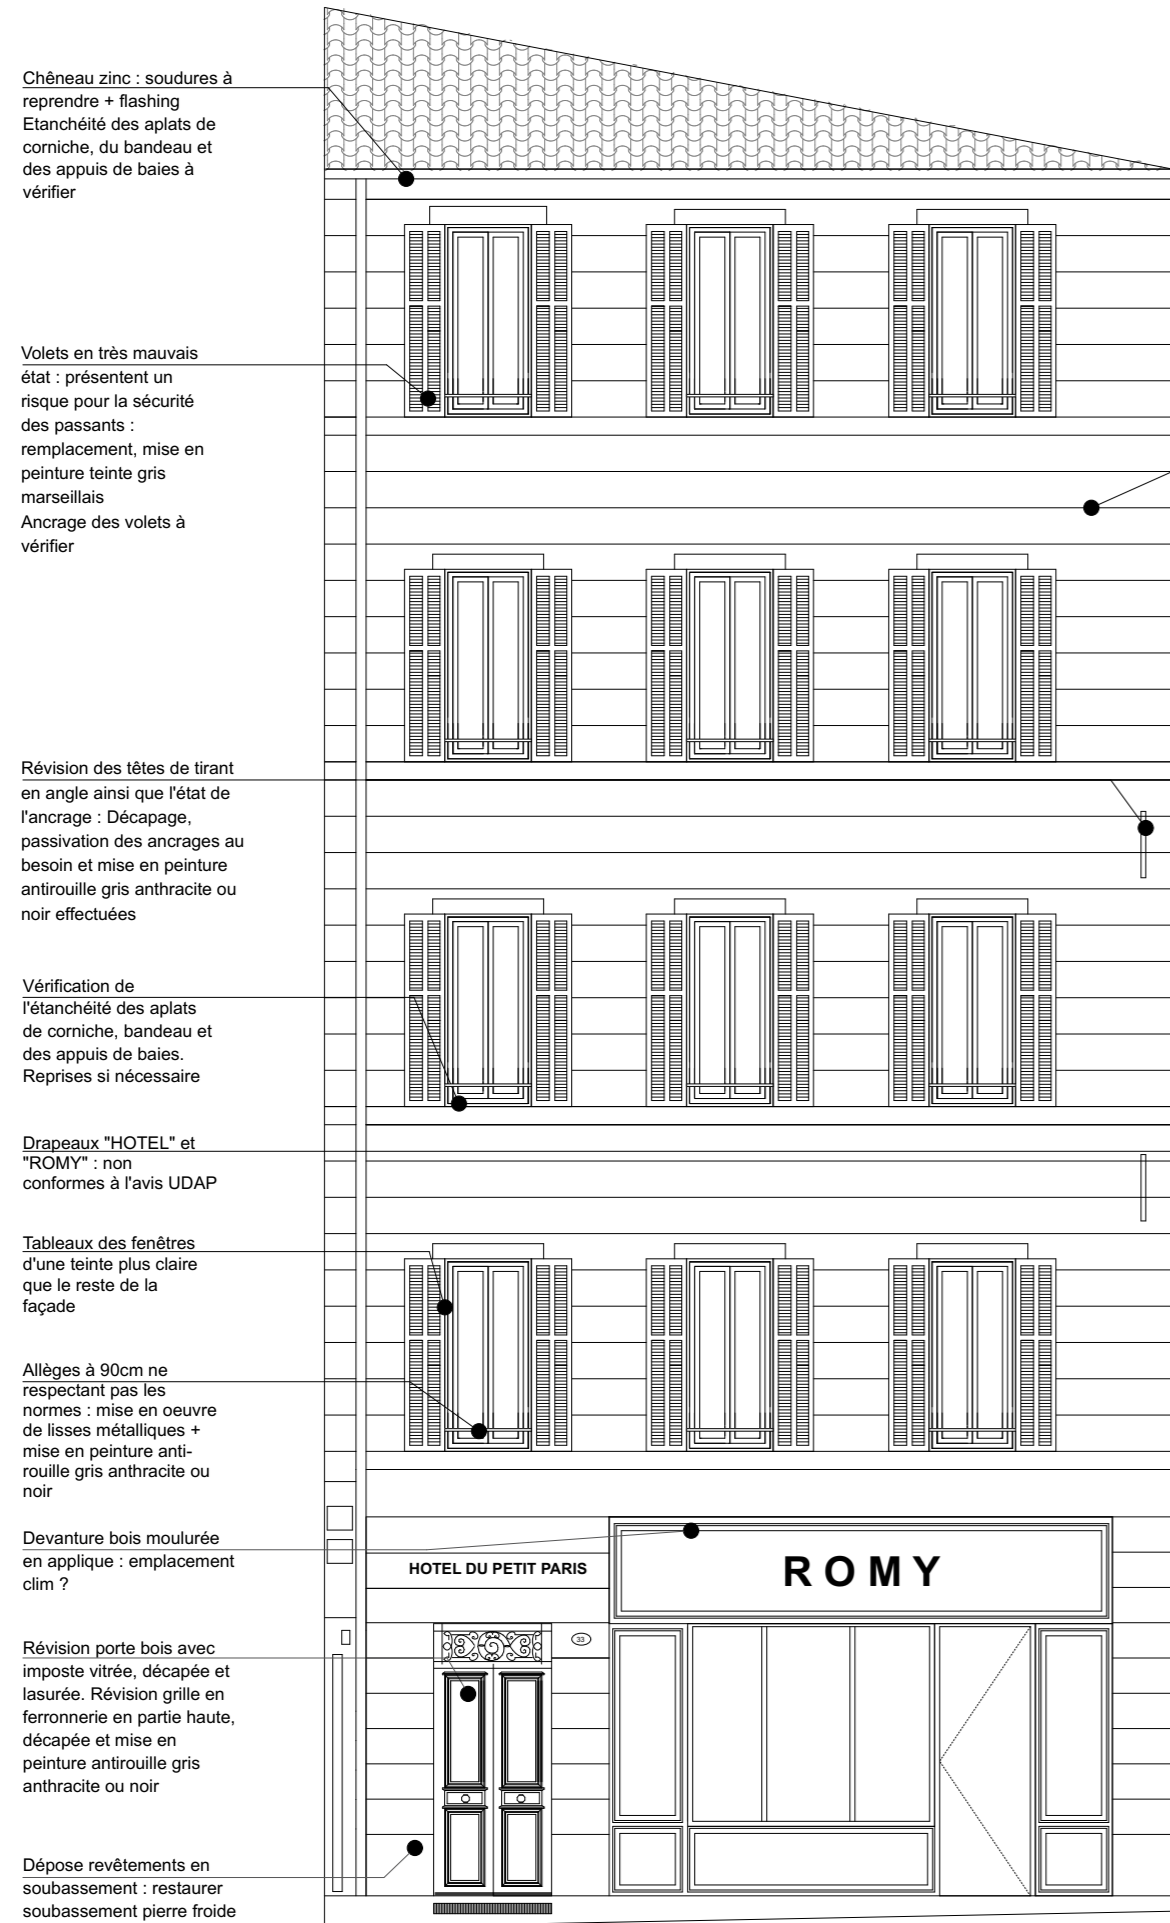 Chêneau zinc : soudures à
reprendre + flashing
Etanchéité des aplats de
corniche, du bandeau et
des appuis de baies à
vérifier
Volets en très mauvais
état : présentent un
risque pour la sécurité
des passants :
remplacement, mise en
peinture teinte gris
marseillais
Ancrage des volets à
vérifier
Révision des têtes de tirant
en angle ainsi que l'état de
l'ancrage : Décapage,
passivation des ancrages au
besoin et mise en peinture
antirouille gris anthracite ou
noir effectuées
Vérification de
l'étanchéité des aplats
de corniche, bandeau et
des appuis de baies.
Reprises si nécessaire
Drapeaux "HOTEL" et
"ROMY" : non
conformes à l'avis UDAP
Tableaux des fenêtres
d'une teinte plus claire
que le reste de la
façade
Allèges à 90cm ne
respectant pas les
normes : mise en oeuvre
de lisses métalliques +
mise en peinture anti-
rouille gris anthracite ou
noir
Devanture bois moulurée
en applique : emplacement
clim ?
HOTEL DU PETIT PARIS
ROMY
33
Révision porte bois avec
imposte vitrée, décapée et
lasurée. Révision grille en
ferronnerie en partie haute,
décapée et mise en
peinture antirouille gris
anthracite ou noir
Dépose revêtements en
soubassement : restaurer
soubassement pierre froide